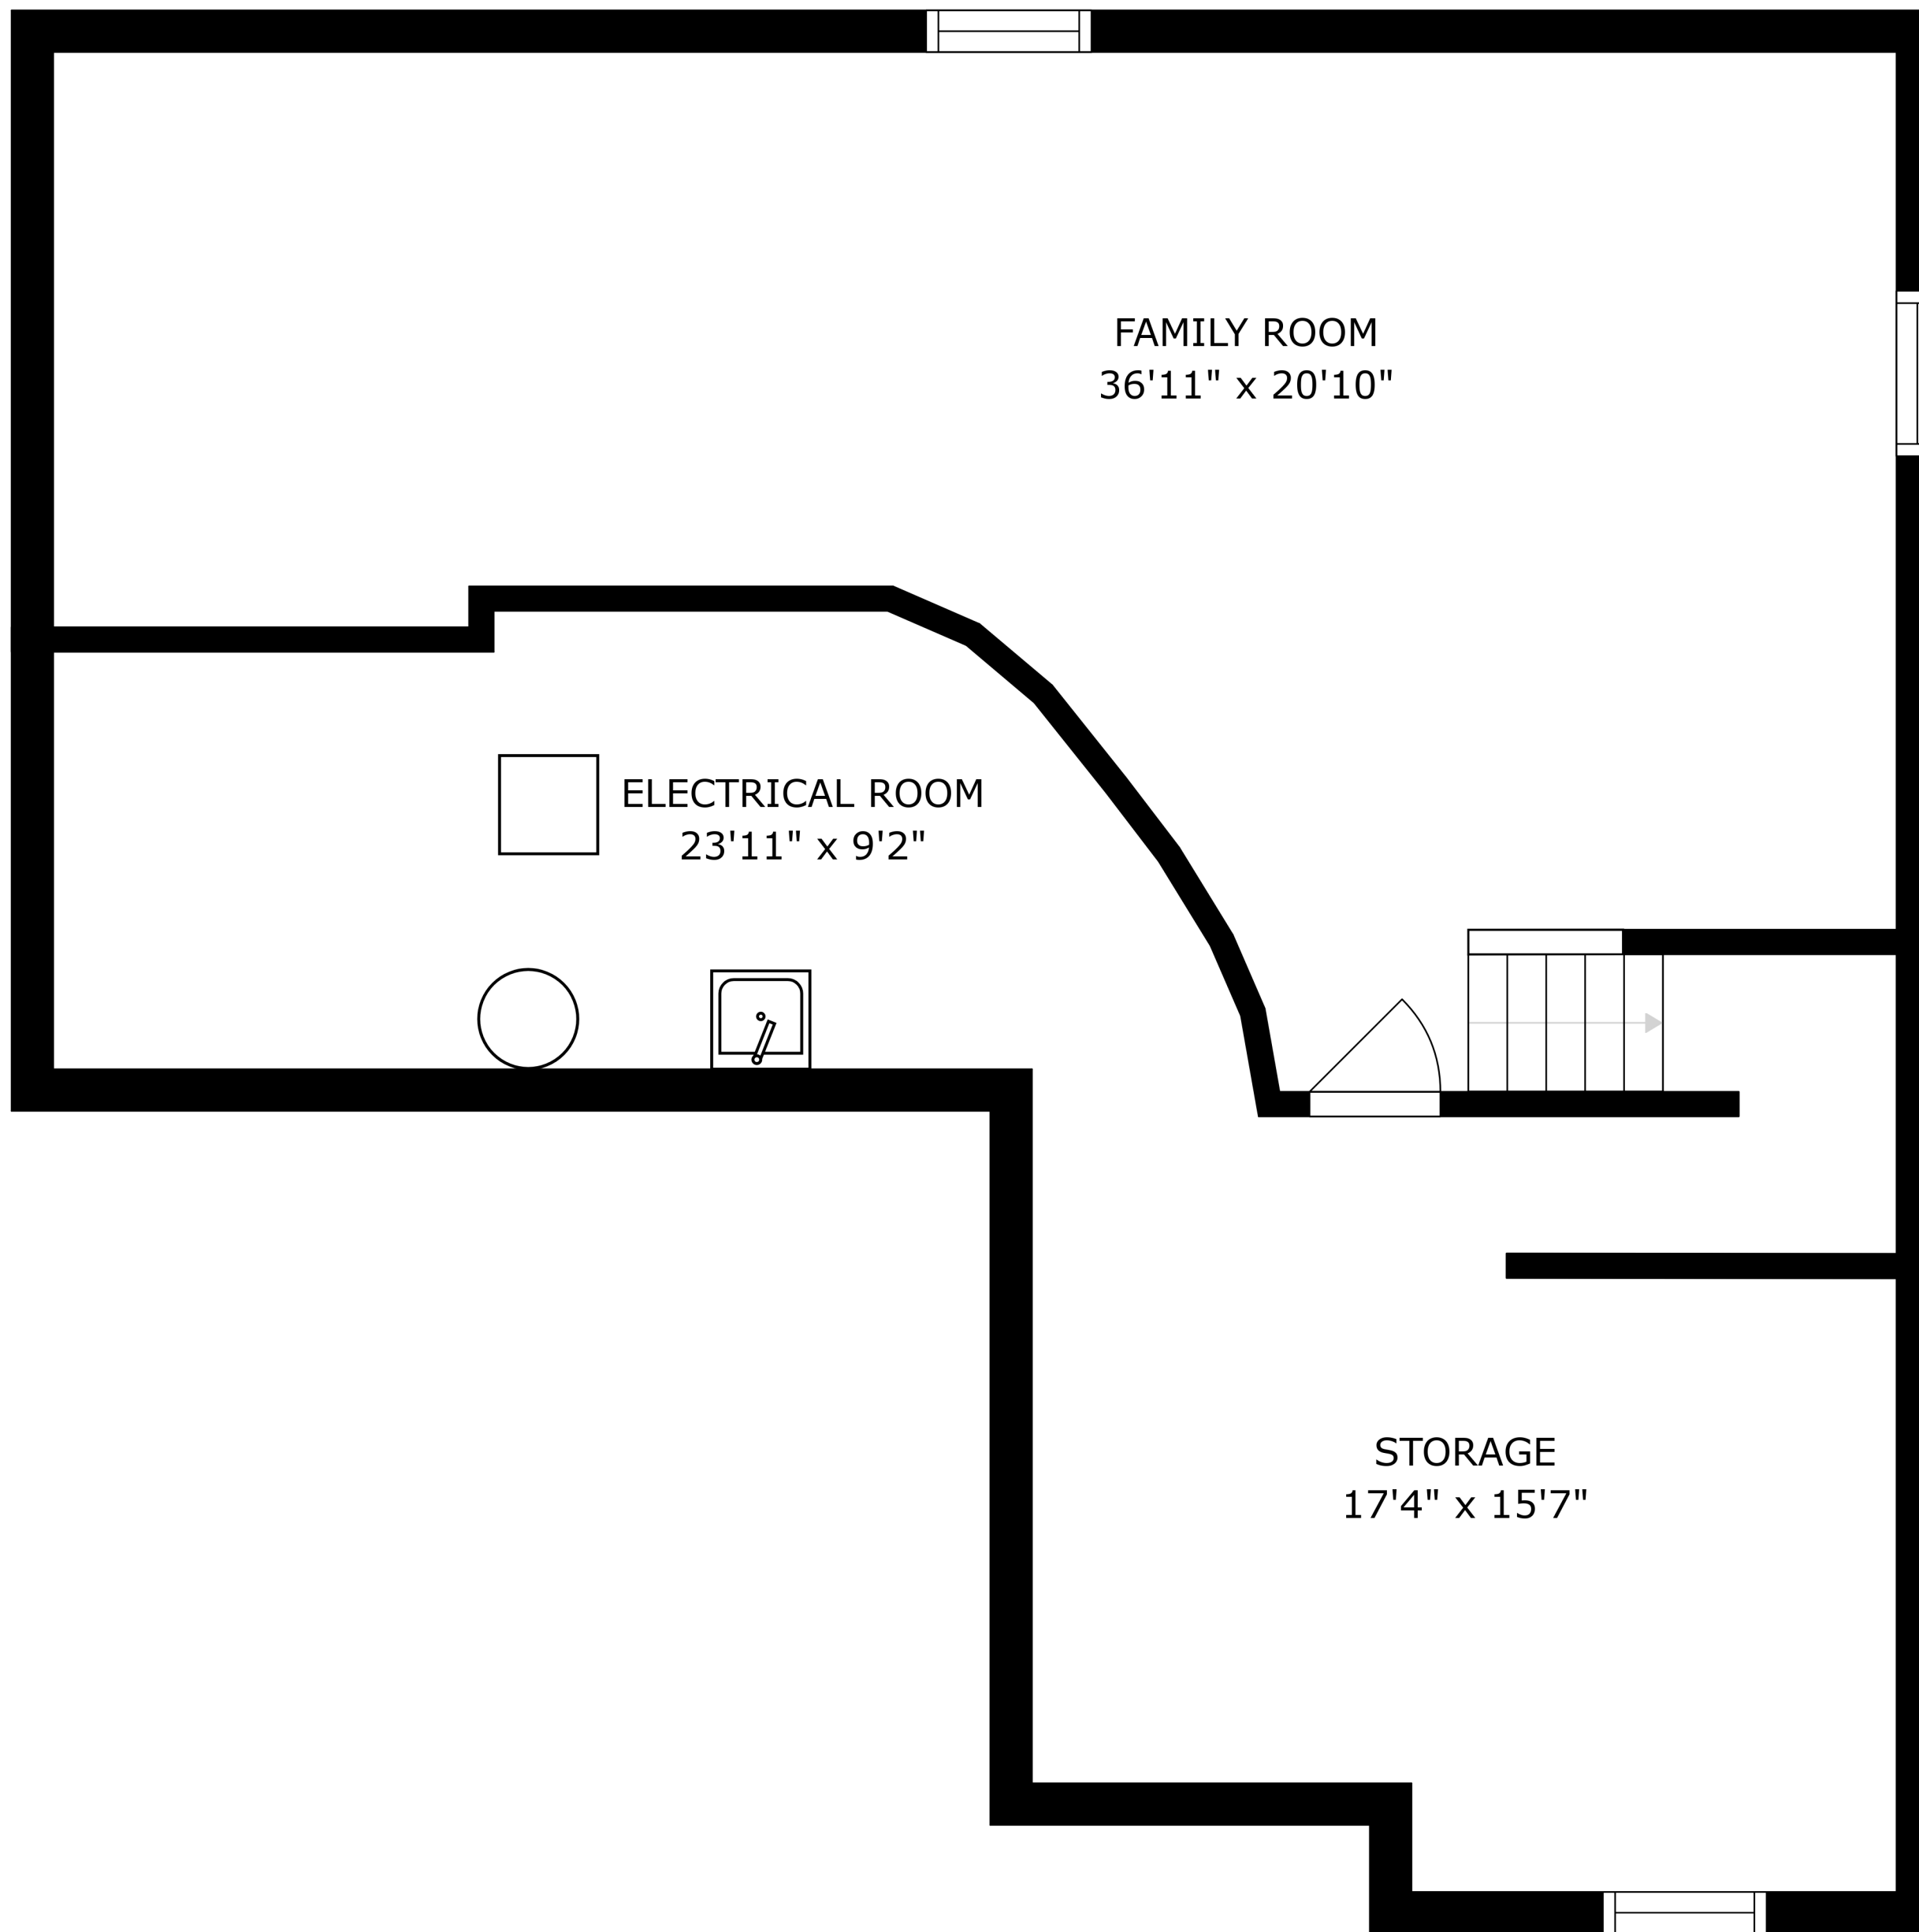 FAMILY ROOM
36'11" x 20'10"
ELECTRICAL ROOM
23'11" x 9'2"
STORAGE
17'4" x 15'7"